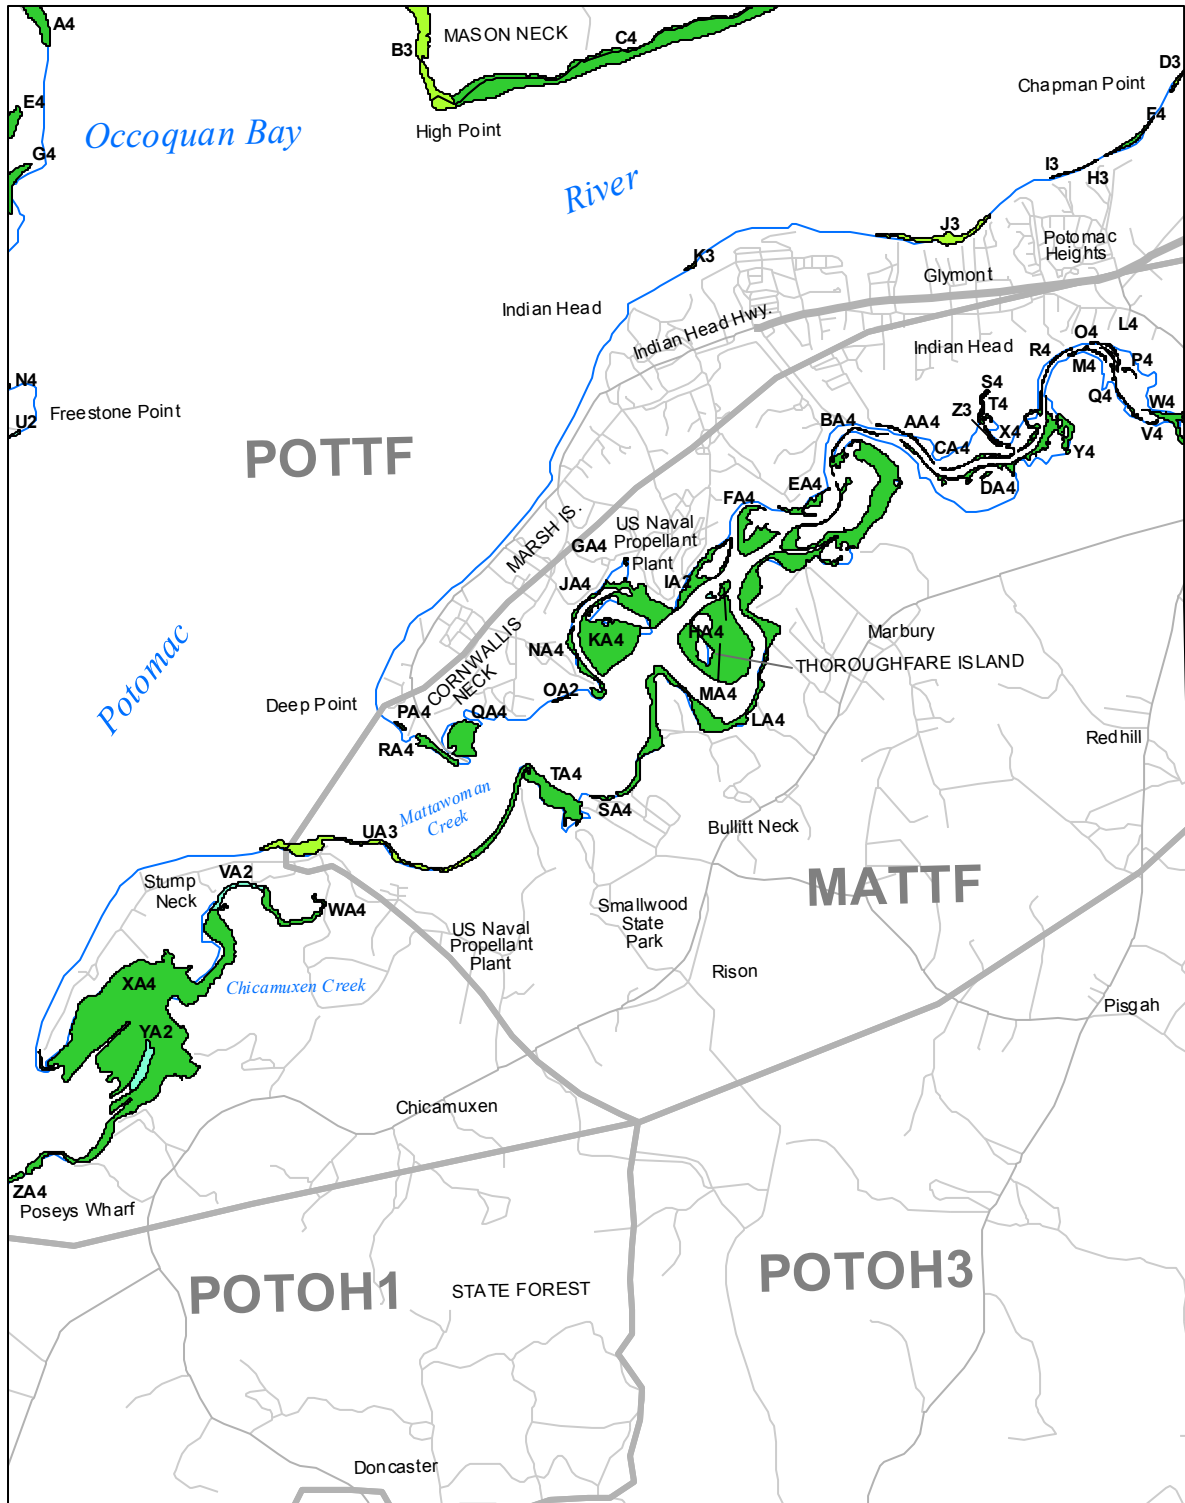 A4
B3
MASON NECK
C4
D3
Chapman Point
E4
F4
Occoquan Bay
High Point
G4
I3
H3
River
J3
Potomac
Heights
K3
Glymont
Indian Head
Indian Head Hwy.
L4
O4
Indian Head
R4
M4
P4
N4
S4
Q4
W4
Freestone Point
U2
Z3
T4
BA4
AA4
X4
V4
POTTF
CA4
Y4
EA4
DA4
FA4
MARSH IS.
US Naval
Propellant
Plant
GA4
JA4
IA2
Potomac
CORNWALLIS
NECK
NA4
KA4
HA4
Marbury
THOROUGHFARE ISLAND
OA2
MA4
Deep Point
PA4
QA4
LA4
RA4
Redhill
TA4
Mattawoman
Creek
SA4
UA3
Bullitt Neck
VA2
Stump
Neck
MATTF
WA4
Smallwood
State
Park
US Naval
Propellant
Plant
Rison
XA4
Chicamuxen Creek
Pisgah
YA2
Chicamuxen
ZA4
Poseys Wharf
POTOH1
STATE FOREST
POTOH3
Doncaster